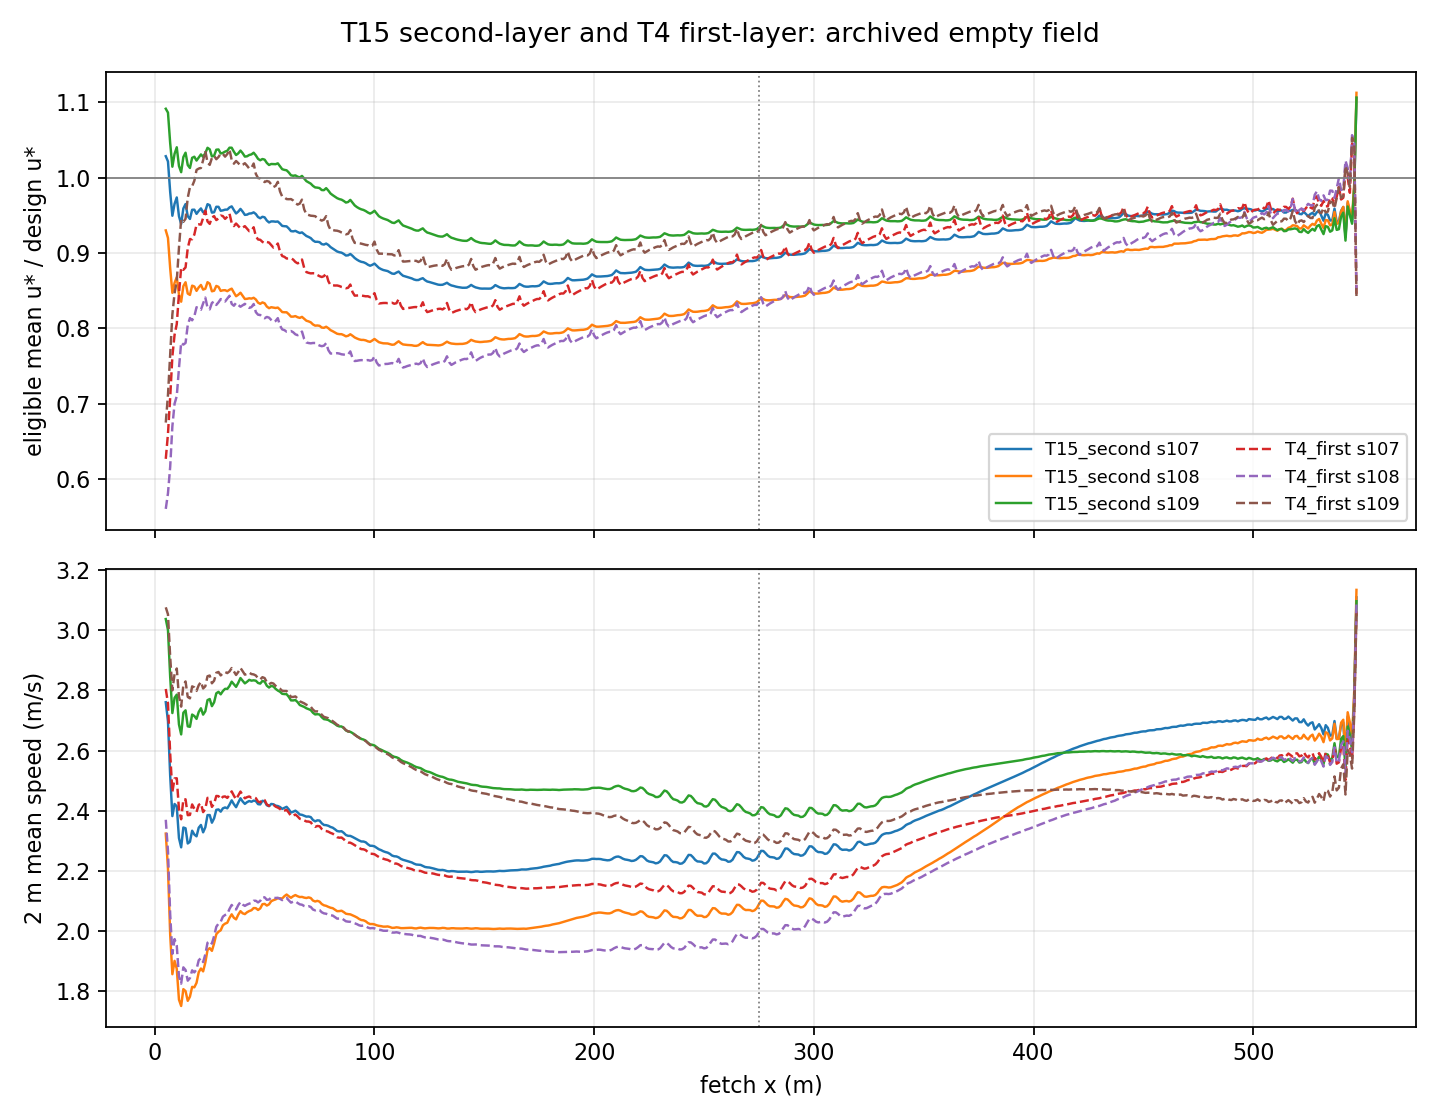 T15 second-layer and T4 first-layer: archived empty field
eligible mean u* / design u*
1.1
1.0
0.9
0.8
0.7
0.6
T15_second s107
T15_second s108
T15_second s109
T4_first s107
T4_first s108
T4_first s109
2 m mean speed (m/s)
3.2
3.0
2.8
2.6
2.4
2.2
2.0
1.8
0 100 200 300 400 500
fetch x (m)